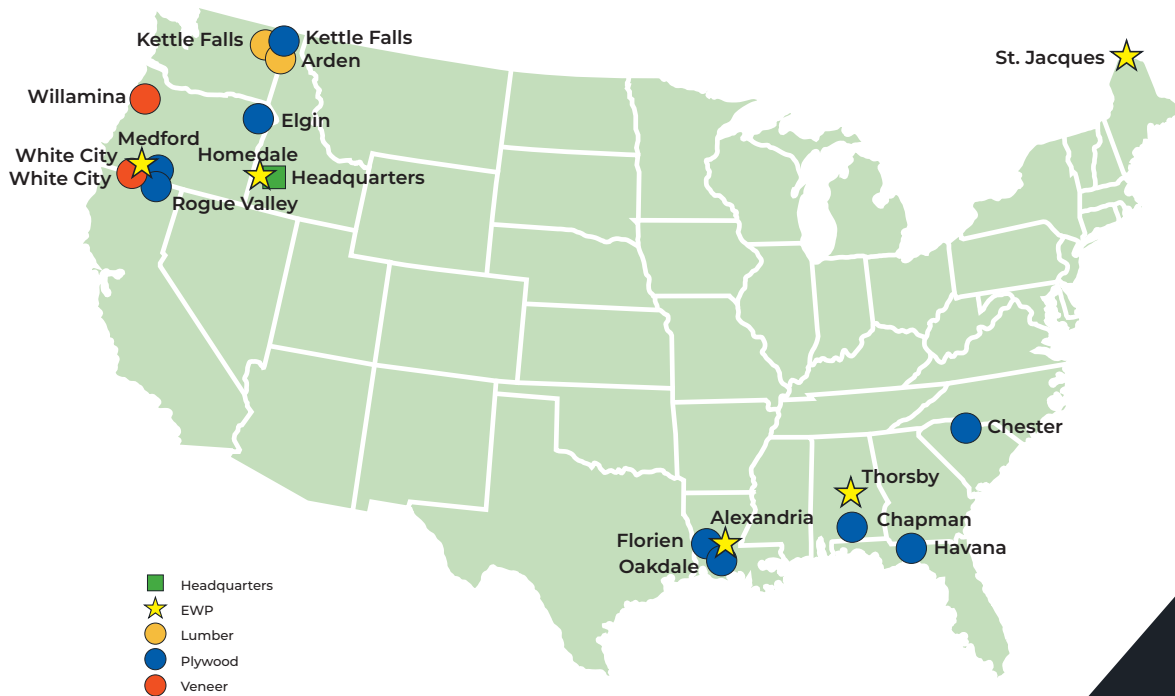 Kettle Falls
Kettle Falls
Arden
St. Jacques
Willamina
Elgin
Medford
White City
Homedale
White City
Headquarters
Rogue Valley
Chester
Thorsby
Alexandria
Chapman
Florien
Havana
Oakdale
Headquarters
EWP
Lumber
Plywood
Veneer